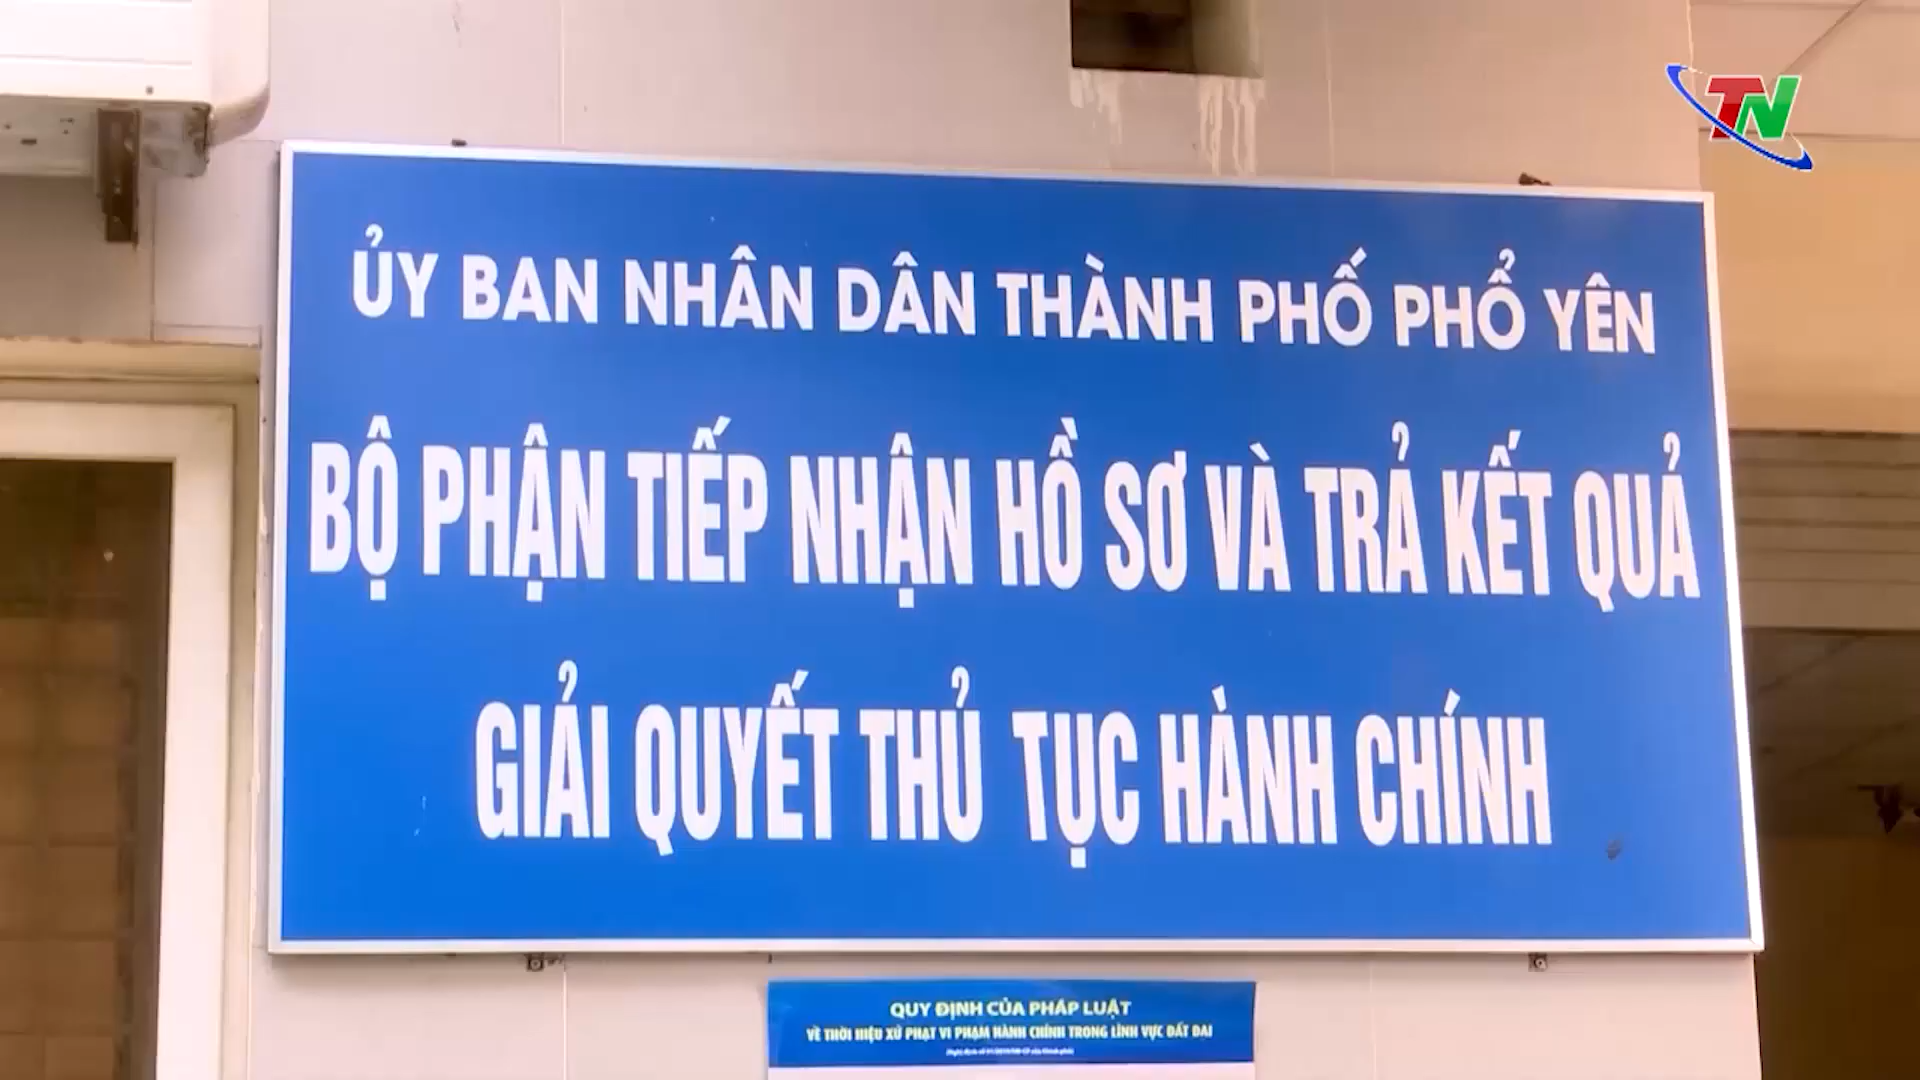 TN
ỦY BAN NHÂN DÂN THÀNH PHỐ PHỔ YÊN
BỘ PHẬN TIẾP NHẬN HỒ SƠ VÀ TRẢ KẾT QUẢ
GIẢI QUYẾT THỦ TỤC HÀNH CHÍNH
QUY ĐỊNH CỦA PHÁP LUẬT
VỀ THỜI HIỆU XỬ PHẠT VI PHẠM HÀNH CHÍNH TRONG LĨNH VỰC ĐẤT ĐAI